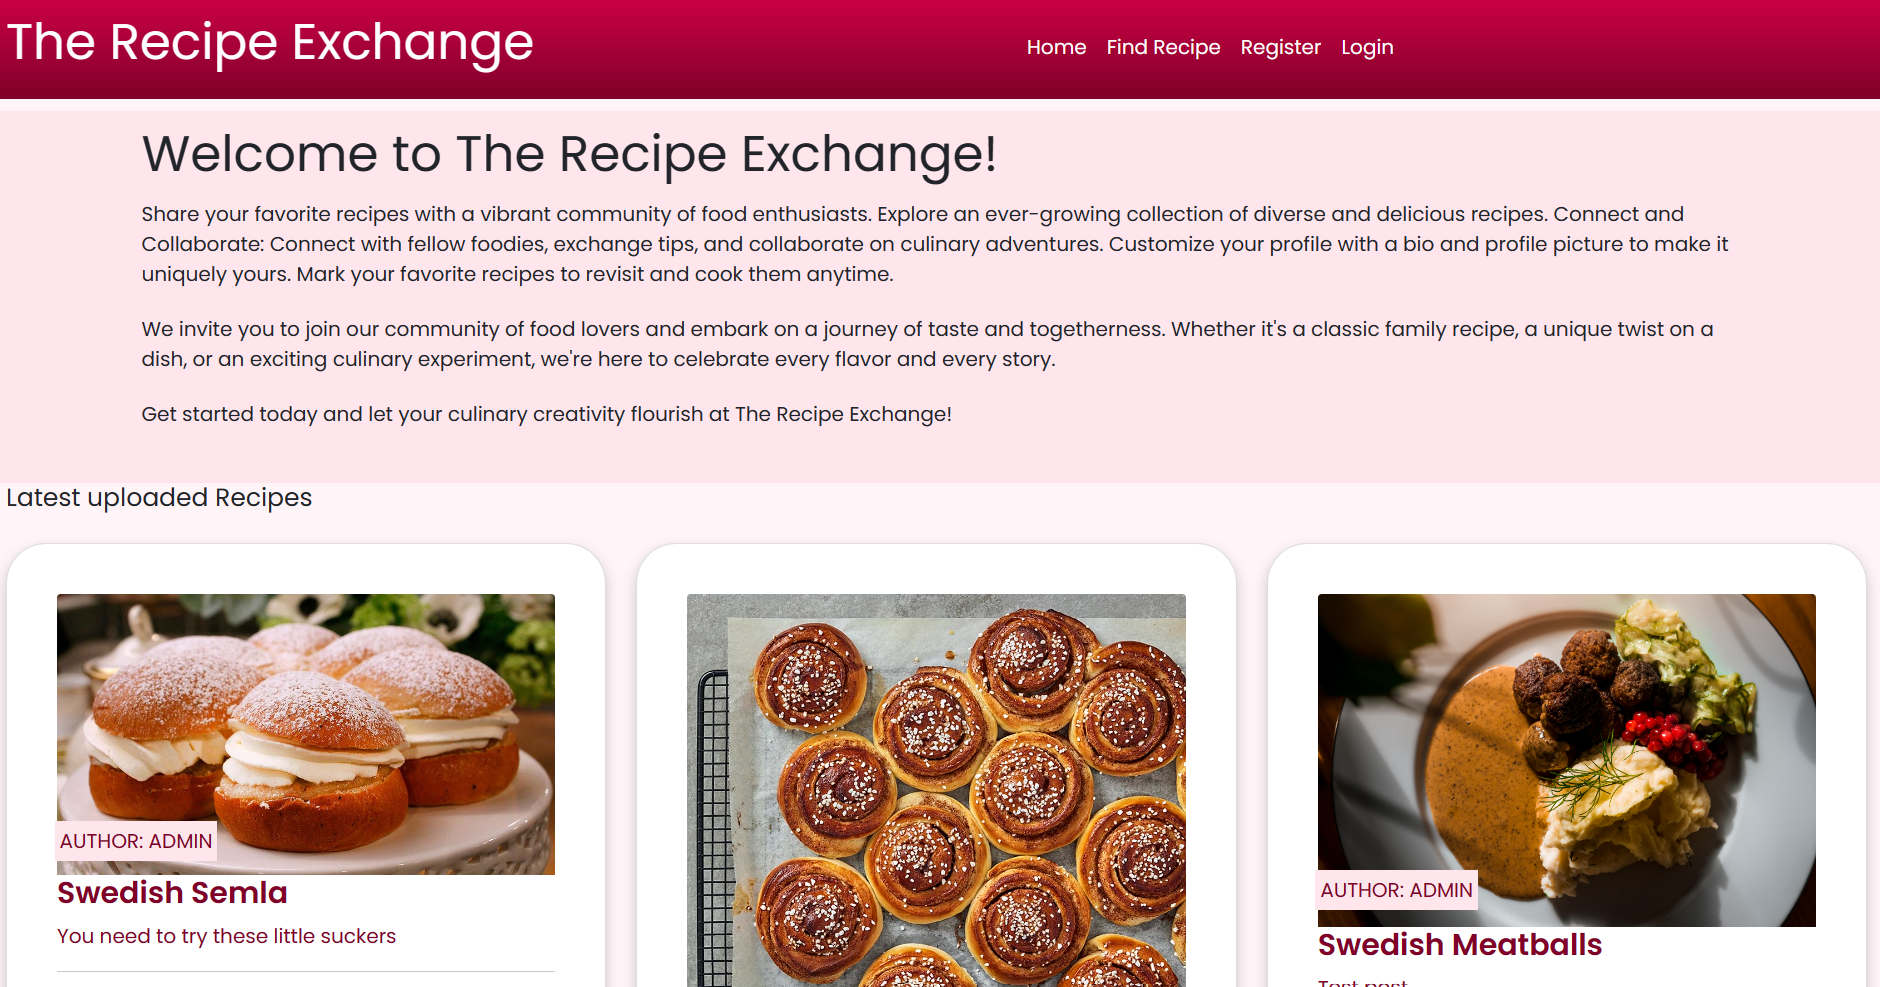 The Recipe Exchange
Home Find Recipe Register Login
Welcome to The Recipe Exchange!
Share your favorite recipes with a vibrant community of food enthusiasts. Explore an ever-growing collection of diverse and delicious recipes. Connect and
Collaborate: Connect with fellow foodies, exchange tips, and collaborate on culinary adventures. Customize your profile with a bio and profile picture to make it
uniquely yours. Mark your favorite recipes to revisit and cook them anytime.
We invite you to join our community of food lovers and embark on a journey of taste and togetherness. Whether it's a classic family recipe, a unique twist on a
dish, or an exciting culinary experiment, we're here to celebrate every flavor and every story.
Get started today and let your culinary creativity flourish at The Recipe Exchange!
Latest uploaded Recipes
AUTHOR: ADMIN
Swedish Semla
You need to try these little suckers
AUTHOR: ADMIN
Swedish Meatballs
Test post